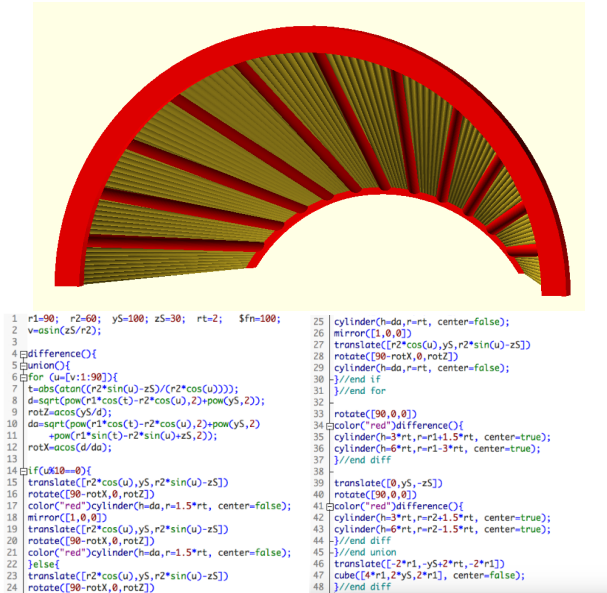 1 r1=90; r2=60; yS=100; zS=30; rt=2; $fn=100;
2 v=asin(zS/r2);
3
4 difference(){
5 union(){
6 for (u=[v:1:90]){
7 t=abs(atan((r2*sin(u)-zS)/(r2*cos(u))));
8 d=sqrt(pow(r1*cos(t)-r2*cos(u),2)+pow(yS,2));
9 rotZ=acos(yS/d);
10 da=sqrt(pow(r1*cos(t)-r2*cos(u),2)+pow(yS,2)
11 +pow(r1*sin(t)-r2*sin(u)+zS,2));
12 rotX=acos(d/da);
13
14 if(u%10==0){
15 translate([r2*cos(u),yS,r2*sin(u)-zS])
16 rotate([90-rotX,0,rotZ])
17 color("red")cylinder(h=da,r=1.5*rt, center=false);
18 mirror([1,0,0])
19 translate([r2*cos(u),yS,r2*sin(u)-zS])
20 rotate([90-rotX,0,rotZ])
21 color("red")cylinder(h=da,r=1.5*rt, center=false);
22 }else{
23 translate([r2*cos(u),yS,r2*sin(u)-zS])
24 rotate([90-rotX,0,rotZ])
25 cylinder(h=da,r=rt, center=false);
26 mirror([1,0,0])
27 translate([r2*cos(u),yS,r2*sin(u)-zS])
28 rotate([90-rotX,0,rotZ])
29 cylinder(h=da,r=rt, center=false);
30 }//end if
31 }//end for
32
33 rotate([90,0,0])
34 color("red")difference(){
35 cylinder(h=3*rt,r=r1+1.5*rt, center=true);
36 cylinder(h=6*rt,r=r1-3*rt, center=true);
37 }//end diff
38
39 translate([0,yS,-zS])
40 rotate([90,0,0])
41 color("red")difference(){
42 cylinder(h=3*rt,r=r2+1.5*rt, center=true);
43 cylinder(h=6*rt,r=r2-1.5*rt, center=true);
44 }//end diff
45 }//end union
46 translate([-2*r1,-yS+2*rt,-2*r1])
47 cube([4*r1,2*yS,2*r1], center=false);
48 }//end diff